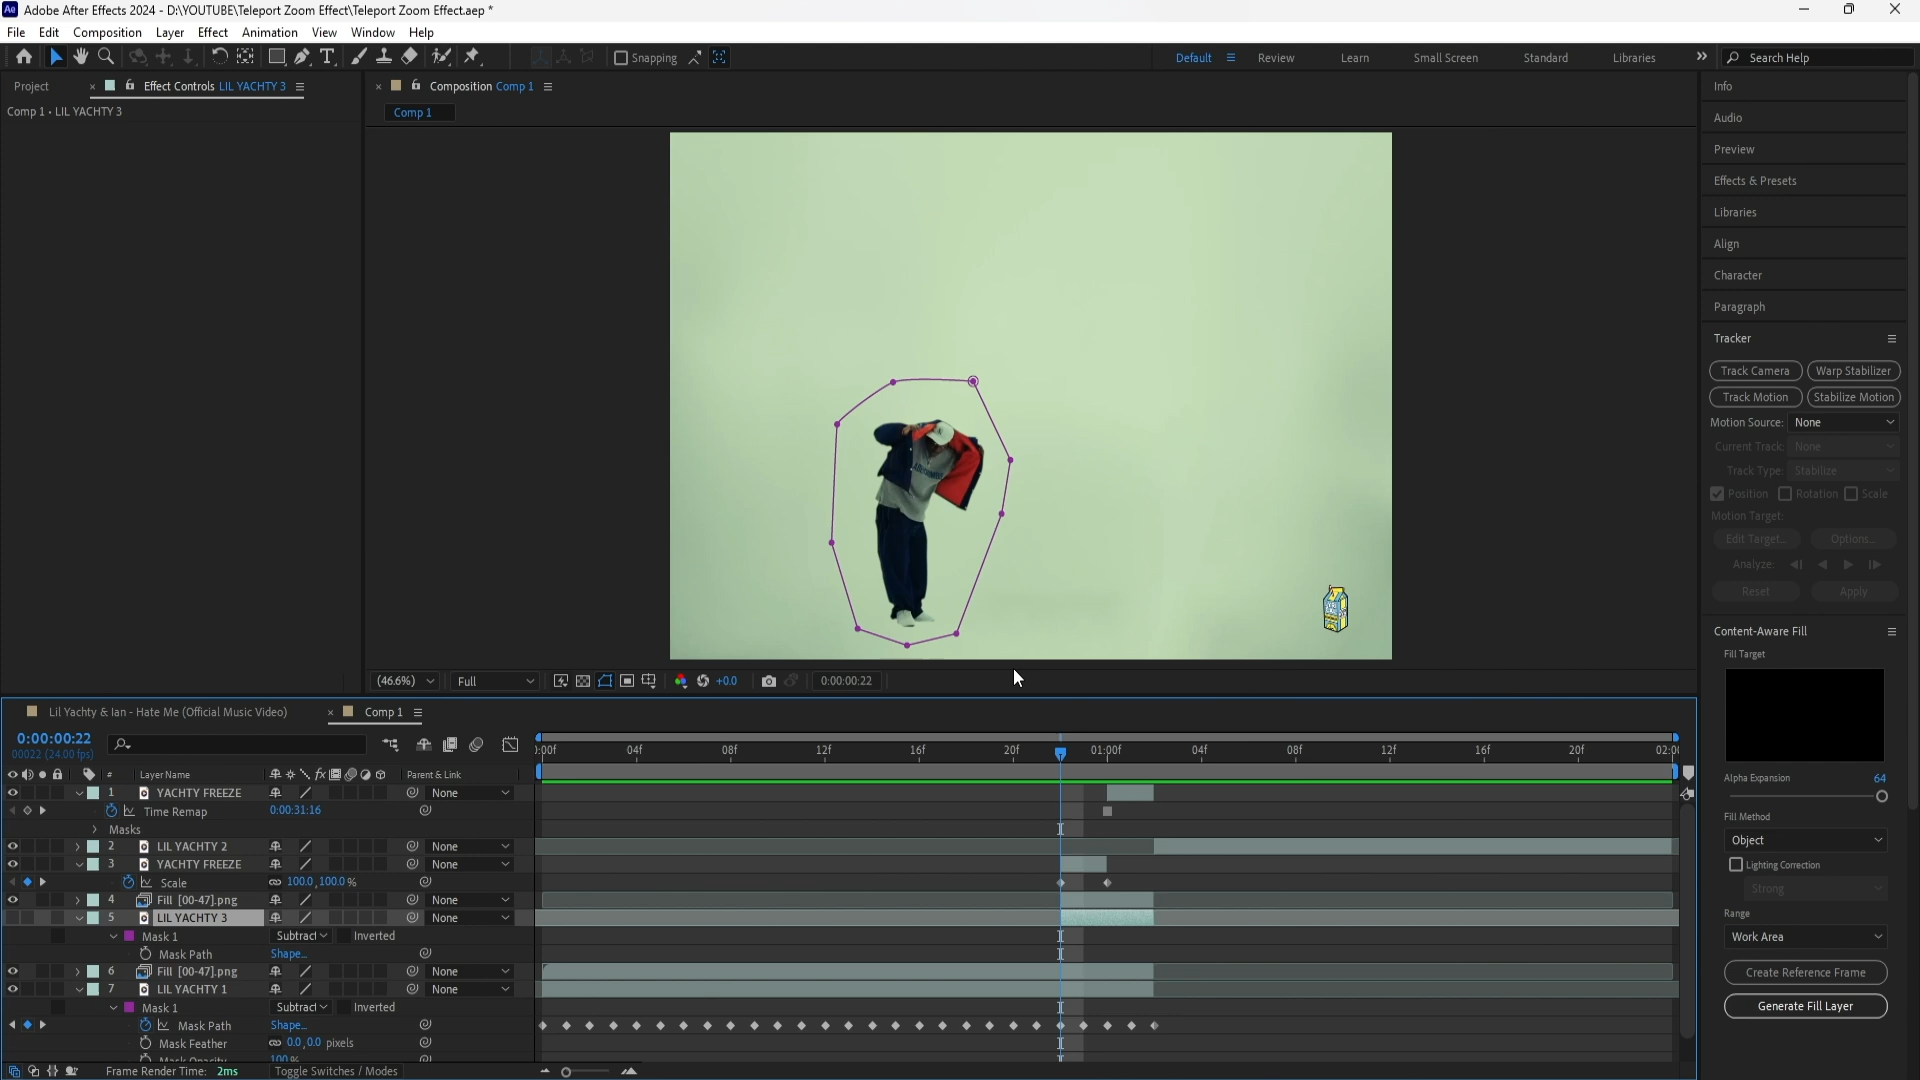 Adobe After Effects 2024 - D:\YOUTUBE\Teleport Zoom Effect\Teleport Zoom Effect.aep *
File Edit Composition Layer Effect Animation View Window Help
Snapping Default Review Learn Small Screen Standard Libraries Search Help
Project Effect Controls LIL YACHTY 3
Composition Comp 1
Comp 1 • LIL YACHTY 3
Comp 1
Info
Audio
Preview
Effects & Presets
Libraries
Align
Character
Paragraph
Tracker
Track Camera Warp Stabilizer
Track Motion Stabilize Motion
Motion Source: None
Current Track: None
Track Type: Stabilize
Position Rotation Scale
Motion Target:
Edit Target... Options...
Analyze:
Reset Apply
Content-Aware Fill
Fill Target
Alpha Expansion 64
Fill Method
Object
Lighting Correction
Strong
Range
Work Area
Create Reference Frame
Generate Fill Layer
(46.6%) Full +0.0 0:00:00:22
Lil Yachty & Ian - Hate Me (Official Music Video) Comp 1
0:00:00:22
00022 (24.00 fps)
):00f 04f 08f 12f 16f 20f 01:00f 04f 08f 12f 16f 20f 02:0(
# Layer Name Parent & Link
1 YACHTY FREEZE None
Time Remap 0:00:31:16
Masks
2 LIL YACHTY 2 None
3 YACHTY FREEZE None
Scale 100.0,100.0%
4 Fill [00-47].png None
5 LIL YACHTY 3 None
Mask 1 Subtract Inverted
Mask Path Shape...
6 Fill [00-47].png None
7 LIL YACHTY 1 None
Mask 1 Subtract Inverted
Mask Path Shape...
Mask Feather 0.0,0.0 pixels
Mask Opacity 100%
Frame Render Time: 2ms Toggle Switches / Modes